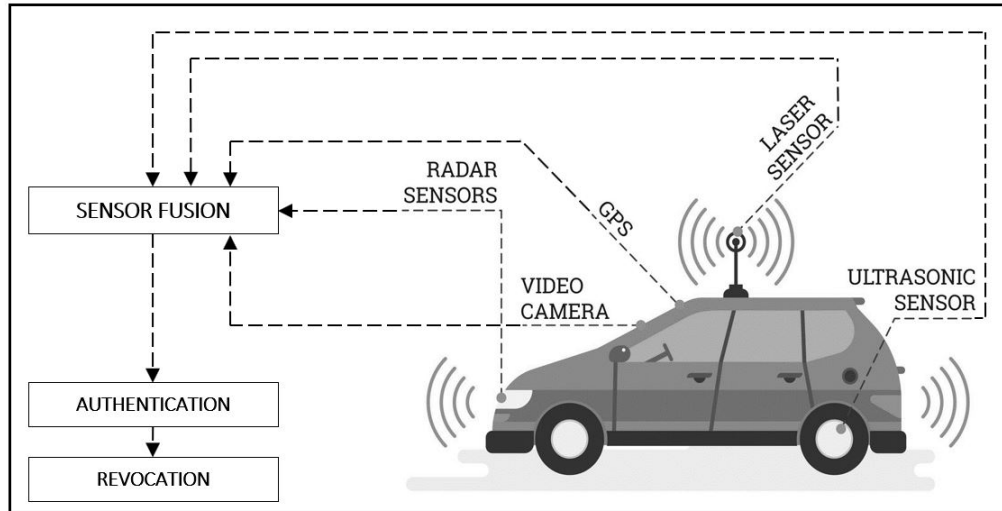 LASER
SENSOR
RADAR
SENSORS
SENSOR FUSION
GPS
ULTRASONIC
SENSOR
VIDEO
CAMERA
AUTHENTICATION
REVOCATION